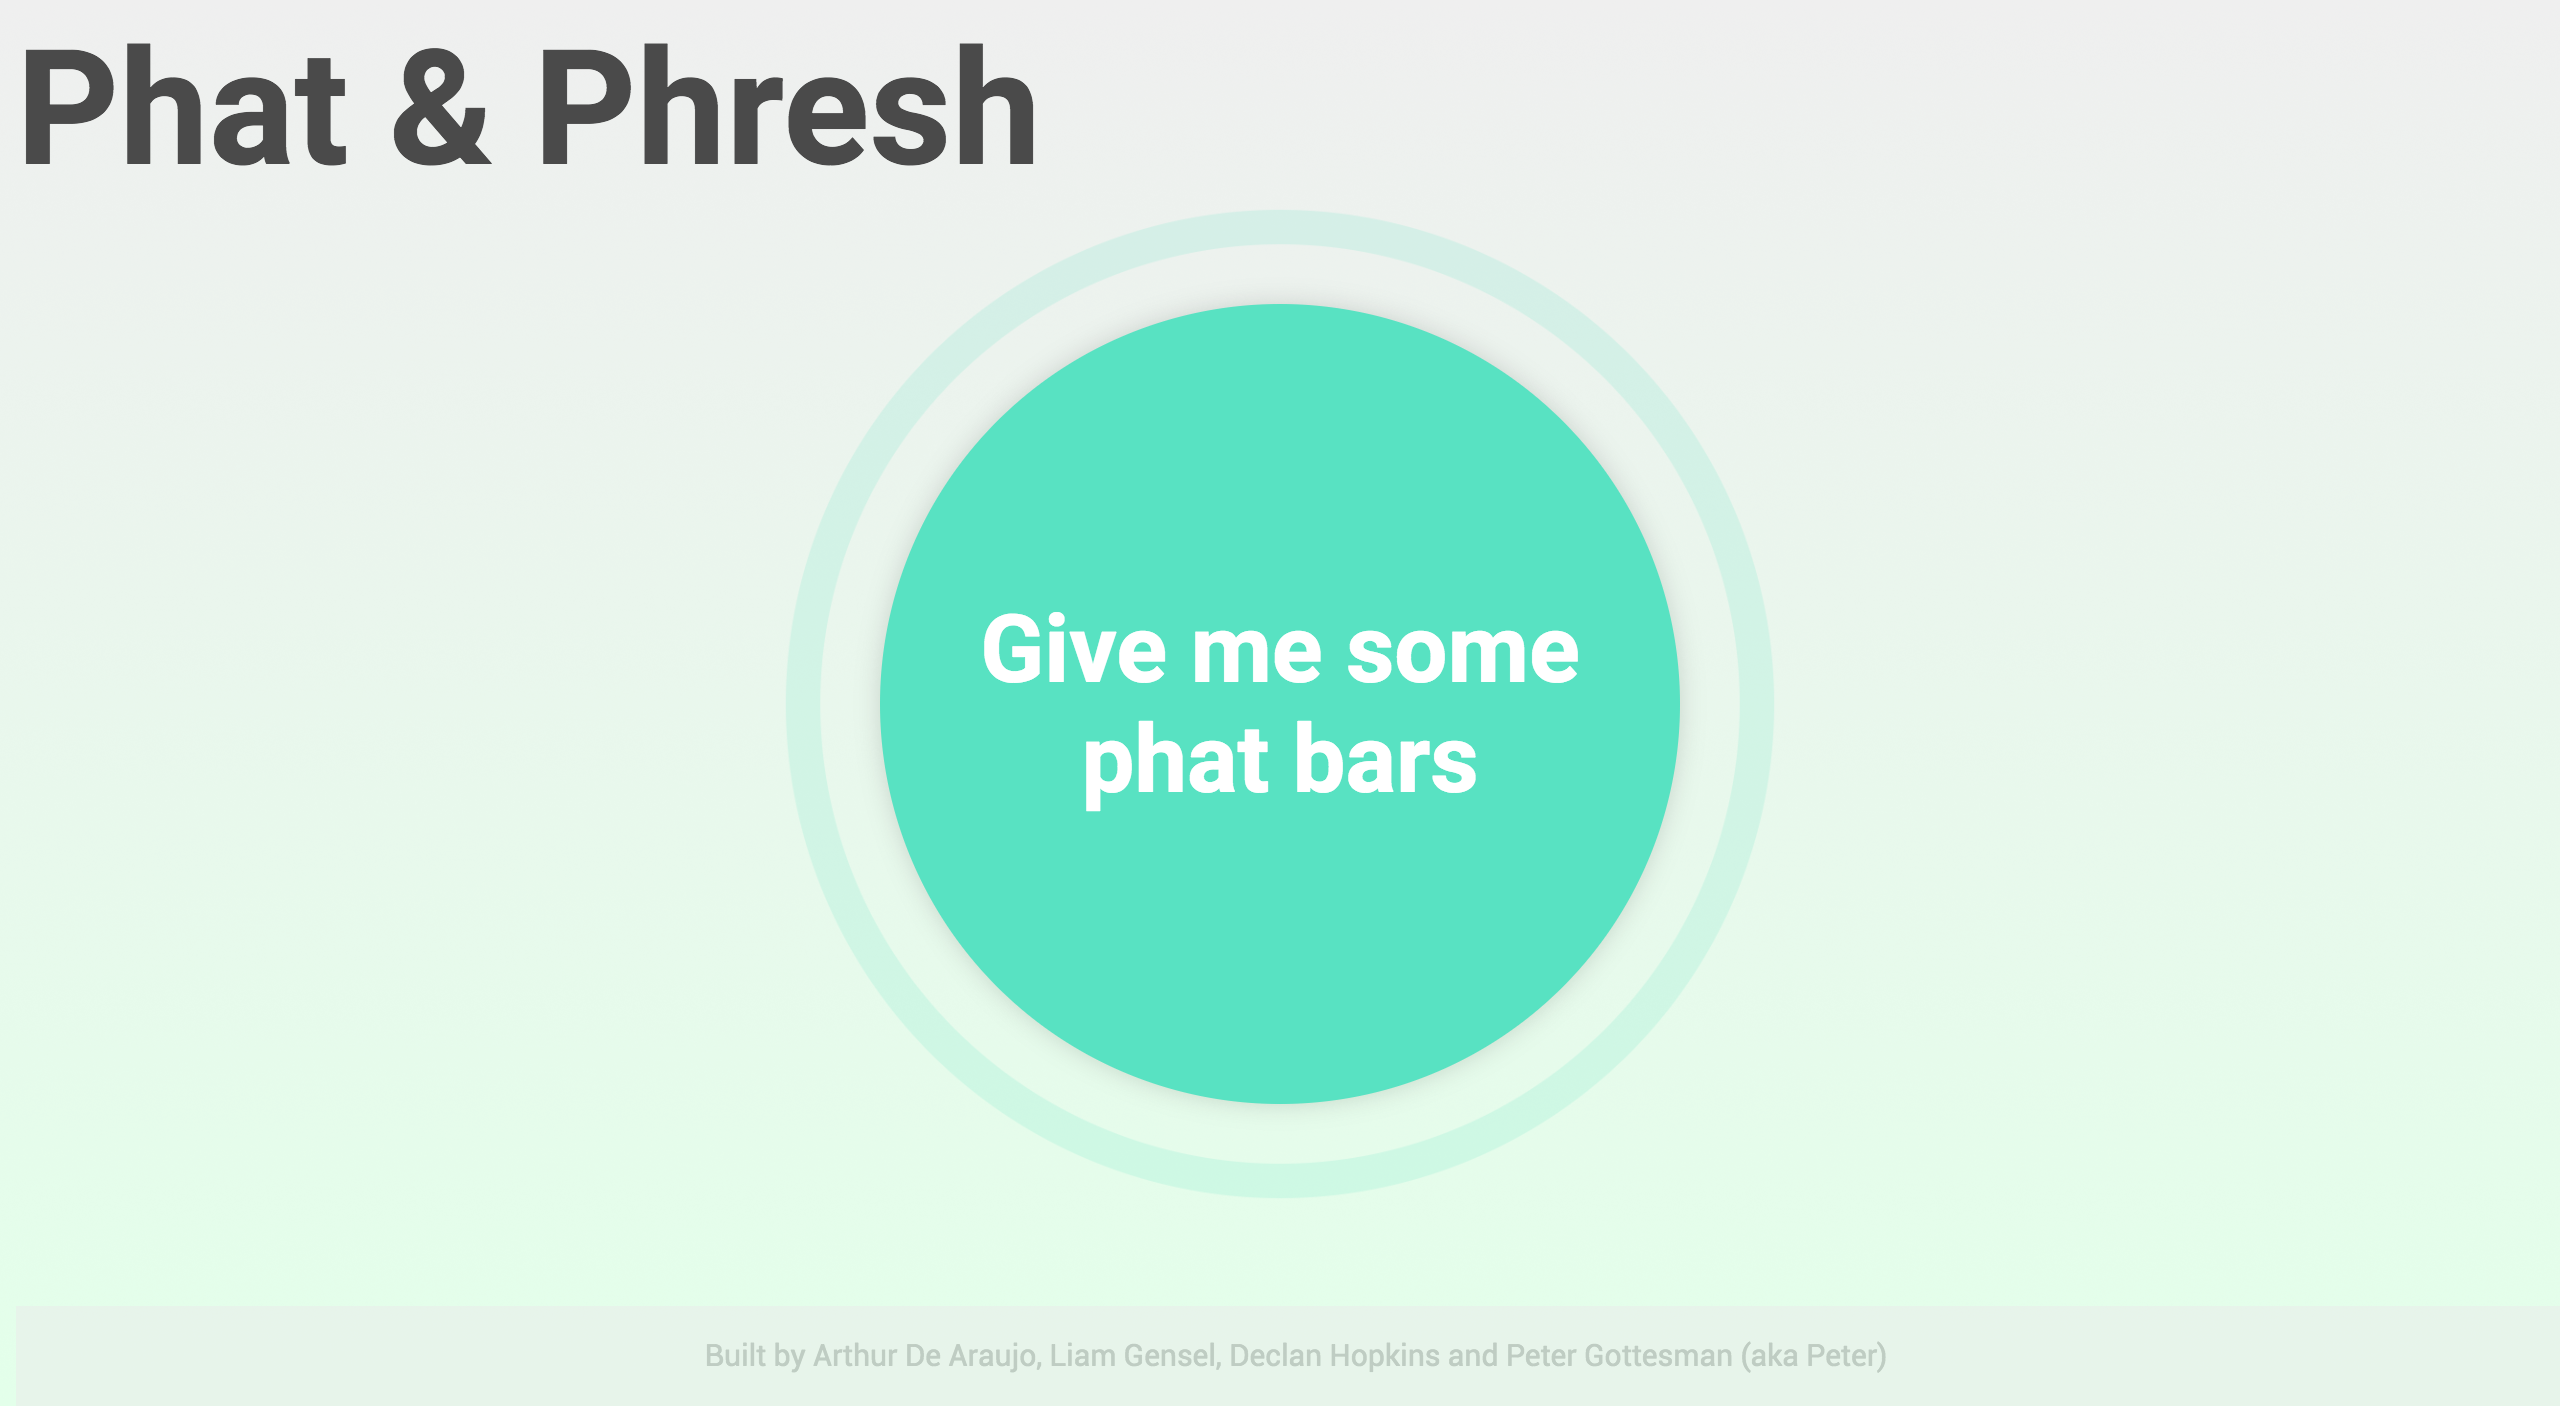 Phat & Phresh
Give me some
phat bars
Built by Arthur De Araujo, Liam Gensel, Declan Hopkins and Peter Gottesman (aka Peter)